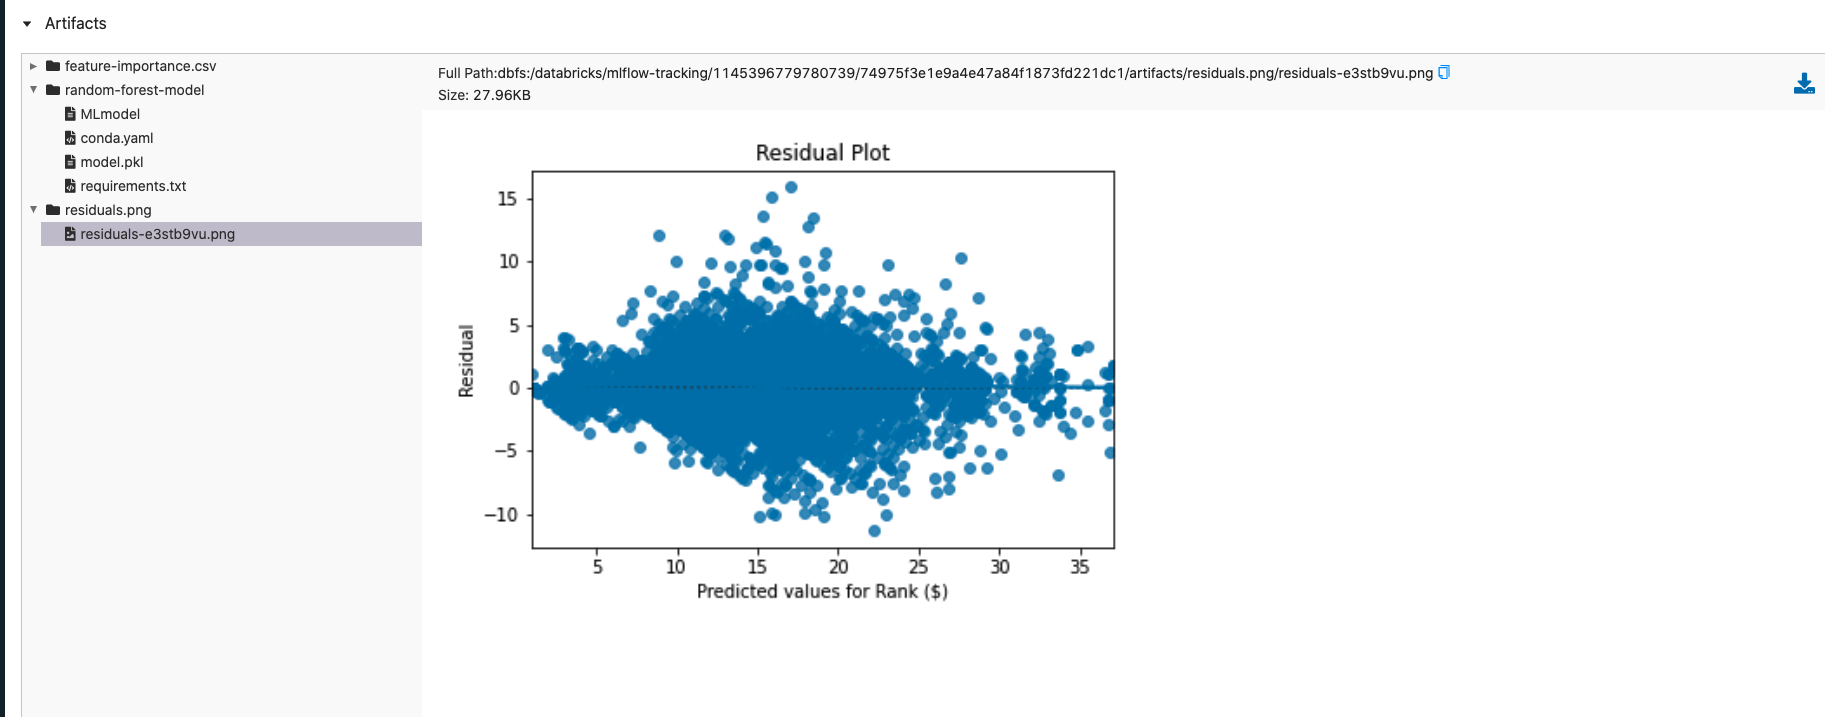 Artifacts
feature-importance.csv
random-forest-model
MLmodel
conda.yaml
model.pkl
requirements.txt
residuals.png
residuals-e3stb9vu.png
Full Path:dbfs:/databricks/mlflow-tracking/1145396779780739/74975f3e1e9a4e47a84f1873fd221dc1/artifacts/residuals.png/residuals-e3stb9vu.png
Size: 27.96KB
Residual Plot
15
10
5
0
−5
−10
Residual
5 10 15 20 25 30 35
Predicted values for Rank ($)